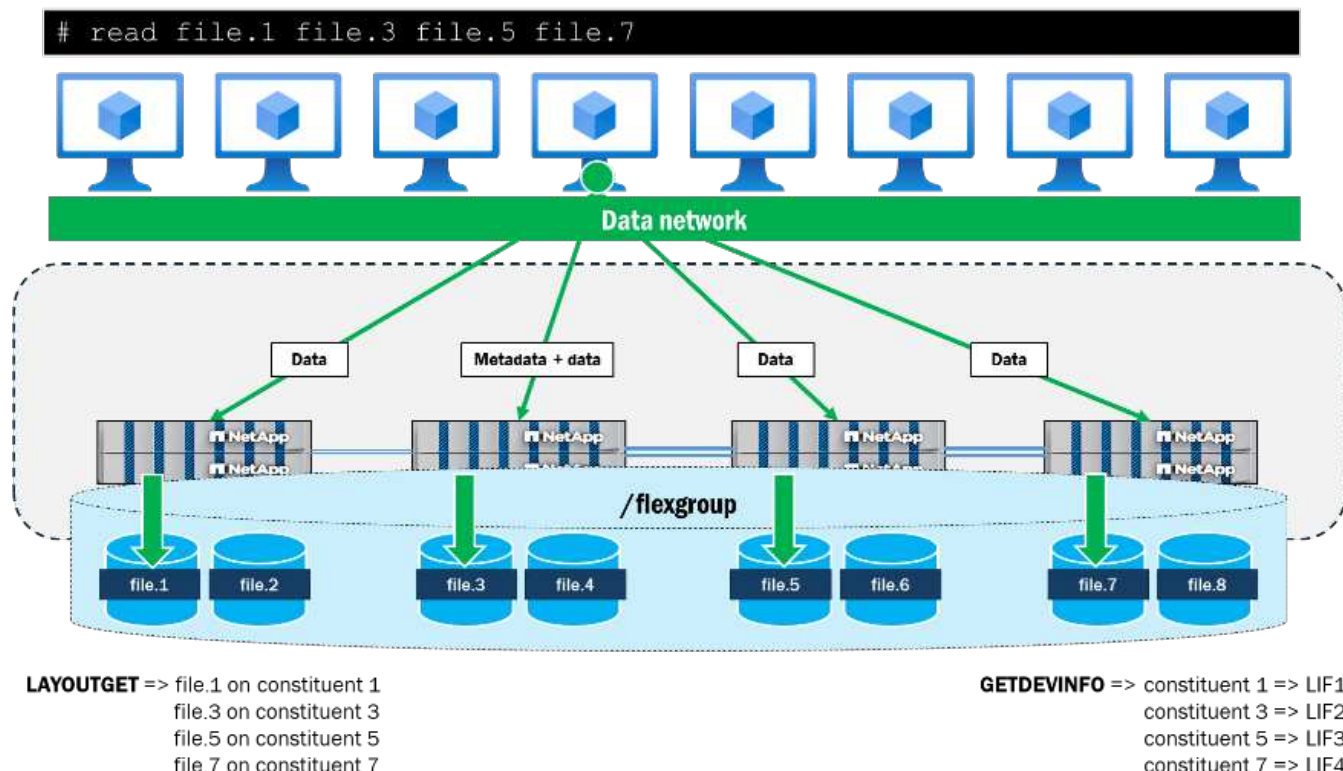 # read file.1 file.3 file.5 file.7
Data network
Data
Metadata + data
Data
Data
NetApp
NetApp
NetApp
NetApp
NetApp
NetApp
NetApp
NetApp
/flexgroup
file.1
file.2
file.3
file.4
file.5
file.6
file.7
file.8
LAYOUTGET => file.1 on constituent 1
file.3 on constituent 3
file.5 on constituent 5
file.7 on constituent 7
GETDEVINFO => constituent 1 => LIF1
constituent 3 => LIF2
constituent 5 => LIF3
constituent 7 => LIF4